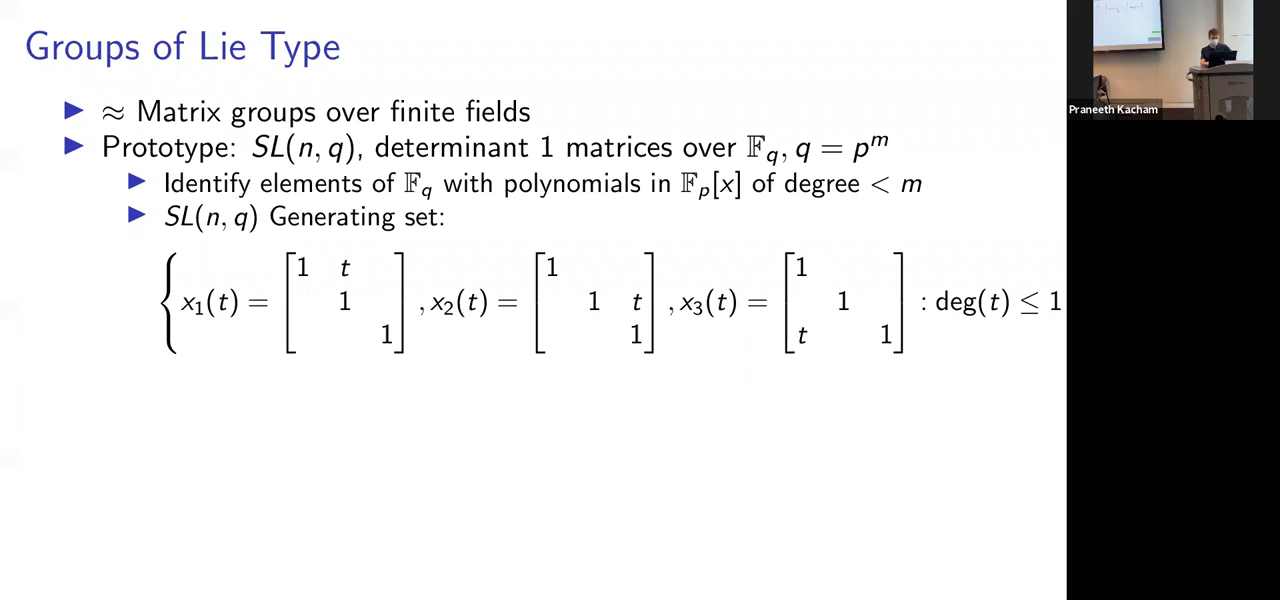 Groups of Lie Type
▶ ≈ Matrix groups over finite fields
▶ Prototype: SL(n, q), determinant 1 matrices over 𝔽_q, q = p^m
▶ Identify elements of 𝔽_q with polynomials in 𝔽_p[x] of degree < m
▶ SL(n, q) Generating set:
{ x₁(t) = [1 t; 1; 1], x₂(t) = [1; 1 t; 1], x₃(t) = [1; 1; t 1] : deg(t) ≤ 1
Praneeth Kacham